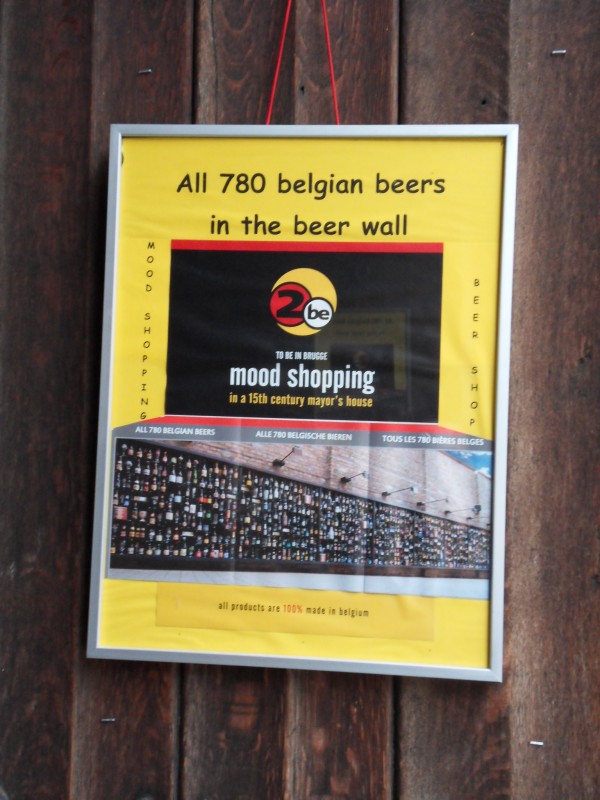 All 780 belgian beers
in the beer wall
MOOD SHOPPING
BEER SHOP
2be
TO BE IN BRUGGE
mood shopping
in a 15th century mayor's house
ALL 780 BELGIAN BEERS
ALLE 780 BELGISCHE BIEREN
TOUS LES 780 BIÈRES BELGES
all products are 100% made in belgium